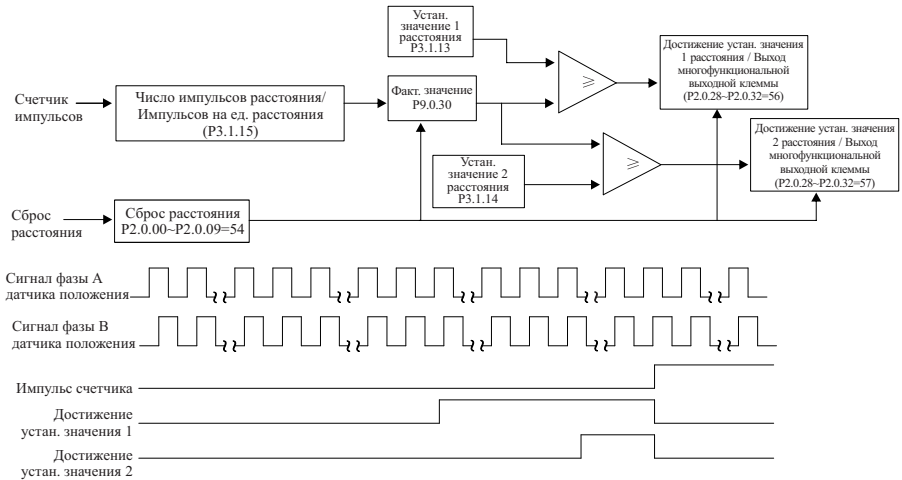 Устан.
значение 1
расстояния
P3.1.13
Счетчик
импульсов
Число импульсов расстояния/
Импульсов на ед. расстояния
(P3.1.15)
Факт. значение
P9.0.30
≥
Достижение устан. значения
1 расстояния / Выход
многофункциональной
выходной клеммы
(P2.0.28~P2.0.32=56)
Устан.
значение 2
расстояния
P3.1.14
≥
Достижение устан. значения
2 расстояния / Выход
многофункциональной
выходной клеммы
(P2.0.28~P2.0.32=57)
Сброс
расстояния
Сброс расстояния
P2.0.00~P2.0.09=54
Сигнал фазы А
датчика положения
Сигнал фазы В
датчика положения
Импульс счетчика
Достижение
устан. значения 1
Достижение
устан. значения 2